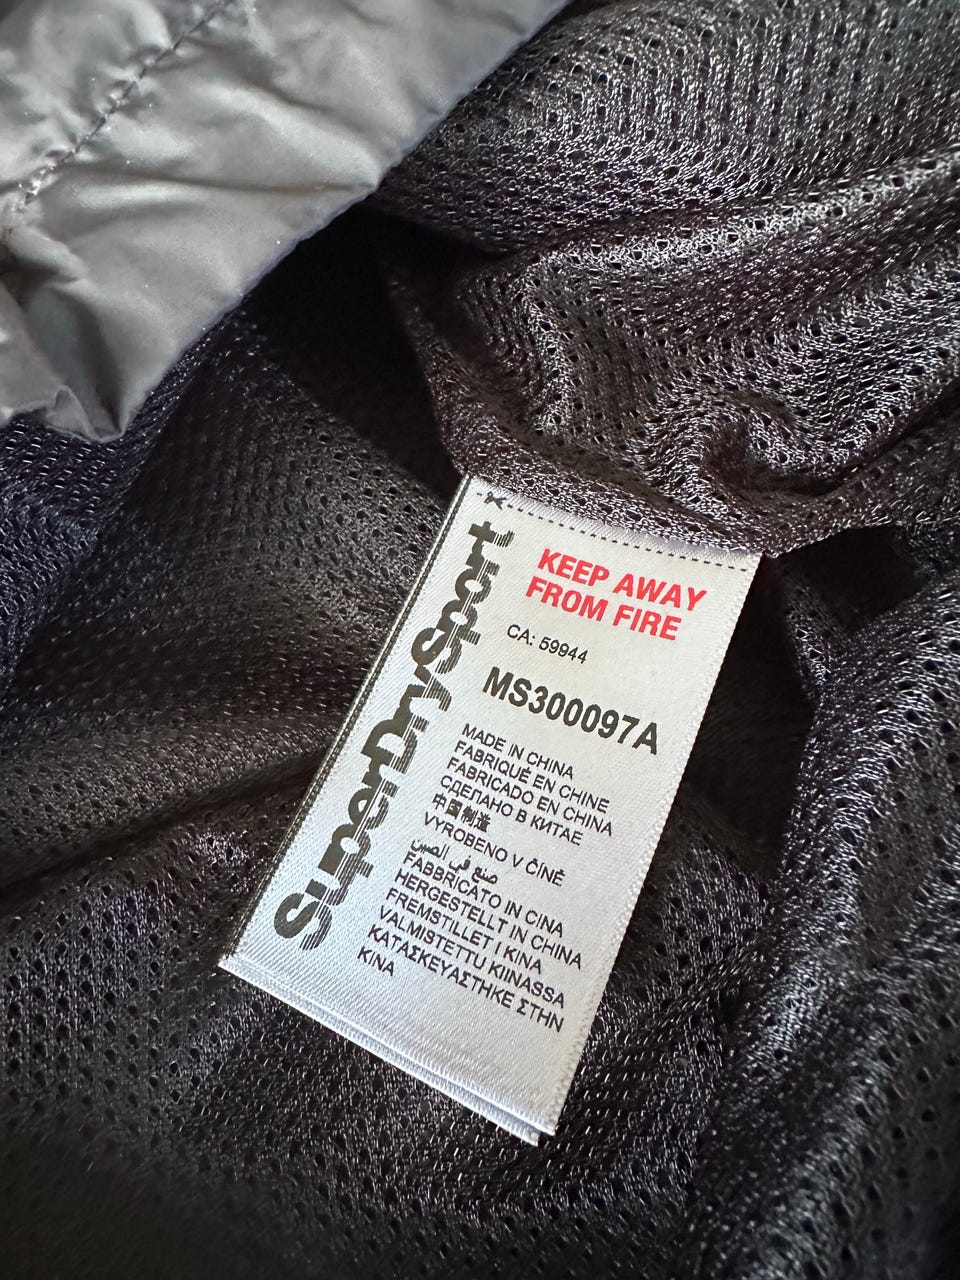 SuperDrySport
KEEP AWAY
FROM FIRE
CA: 59944
MS300097A
MADE IN CHINA
FABRIQUÉ EN CHINE
FABRICADO EN CHINA
СДЕЛАНО В КИТАЕ
中国制造
VYROBENO V ČÍNĚ
صنع في الصين
FABBRICATO IN CINA
HERGESTELLT IN CHINA
FREMSTILLET I KINA
VALMISTETTU KIINASSA
ΚΑΤΑΣΚΕΥΑΣΤΗΚΕ ΣΤΗΝ
ΚΙΝΑ